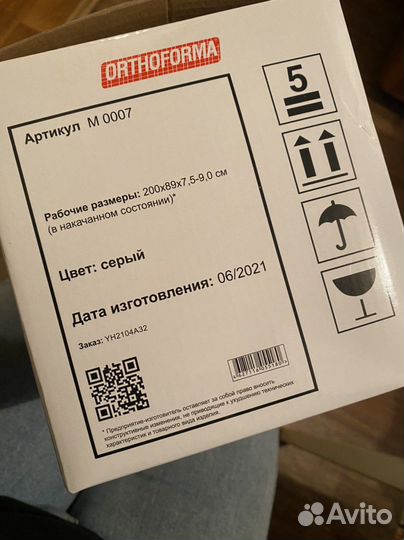 ORTHOFORMA
Артикул M 0007
5
Рабочие размеры: 200x89x7,5-9,0 см
(в накачанном состоянии)*
Цвет: серый
Дата изготовления: 06/2021
Заказ: YH2104A32
* Предприятие-изготовитель оставляет за собой право вносить
конструктивные изменения, не приводящие к ухудшению технических
характеристик и товарного вида изделия.
Avito